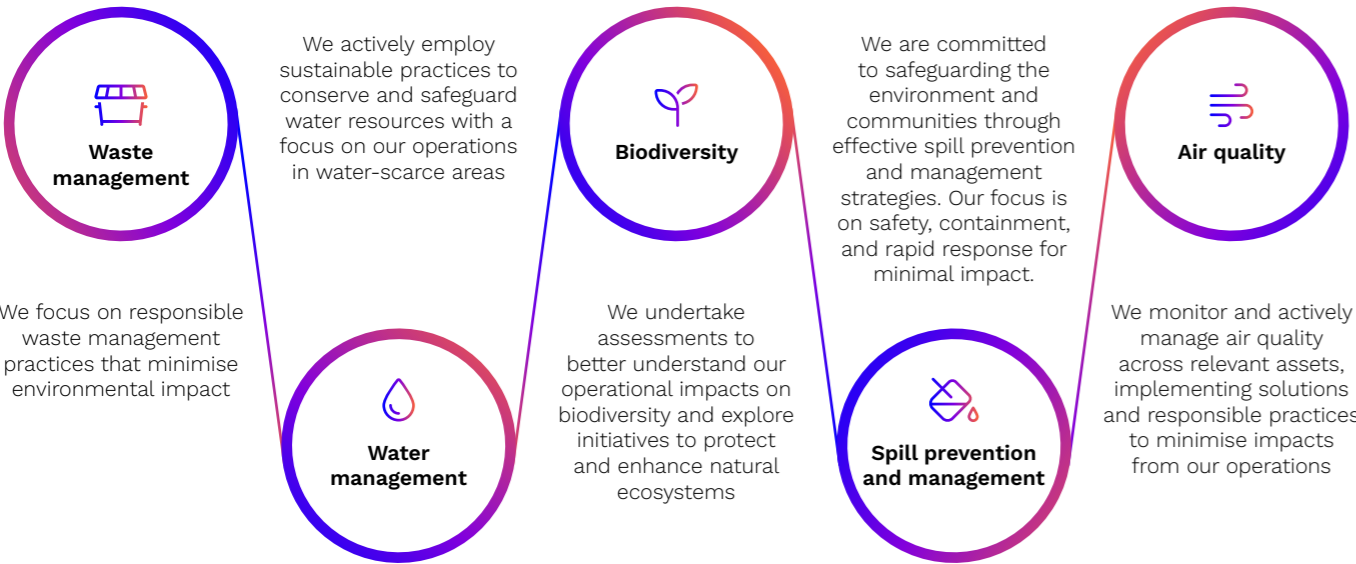 Waste
management
We focus on responsible
waste management
practices that minimise
environmental impact
We actively employ
sustainable practices to
conserve and safeguard
water resources with a
focus on our operations
in water-scarce areas
Water
management
Biodiversity
We undertake
assessments to
better understand our
operational impacts on
biodiversity and explore
initiatives to protect
and enhance natural
ecosystems
We are committed
to safeguarding the
environment and
communities through
effective spill prevention
and management
strategies. Our focus is
on safety, containment,
and rapid response for
minimal impact.
Spill prevention
and management
Air quality
We monitor and actively
manage air quality
across relevant assets,
implementing solutions
and responsible practices
to minimise impacts
from our operations